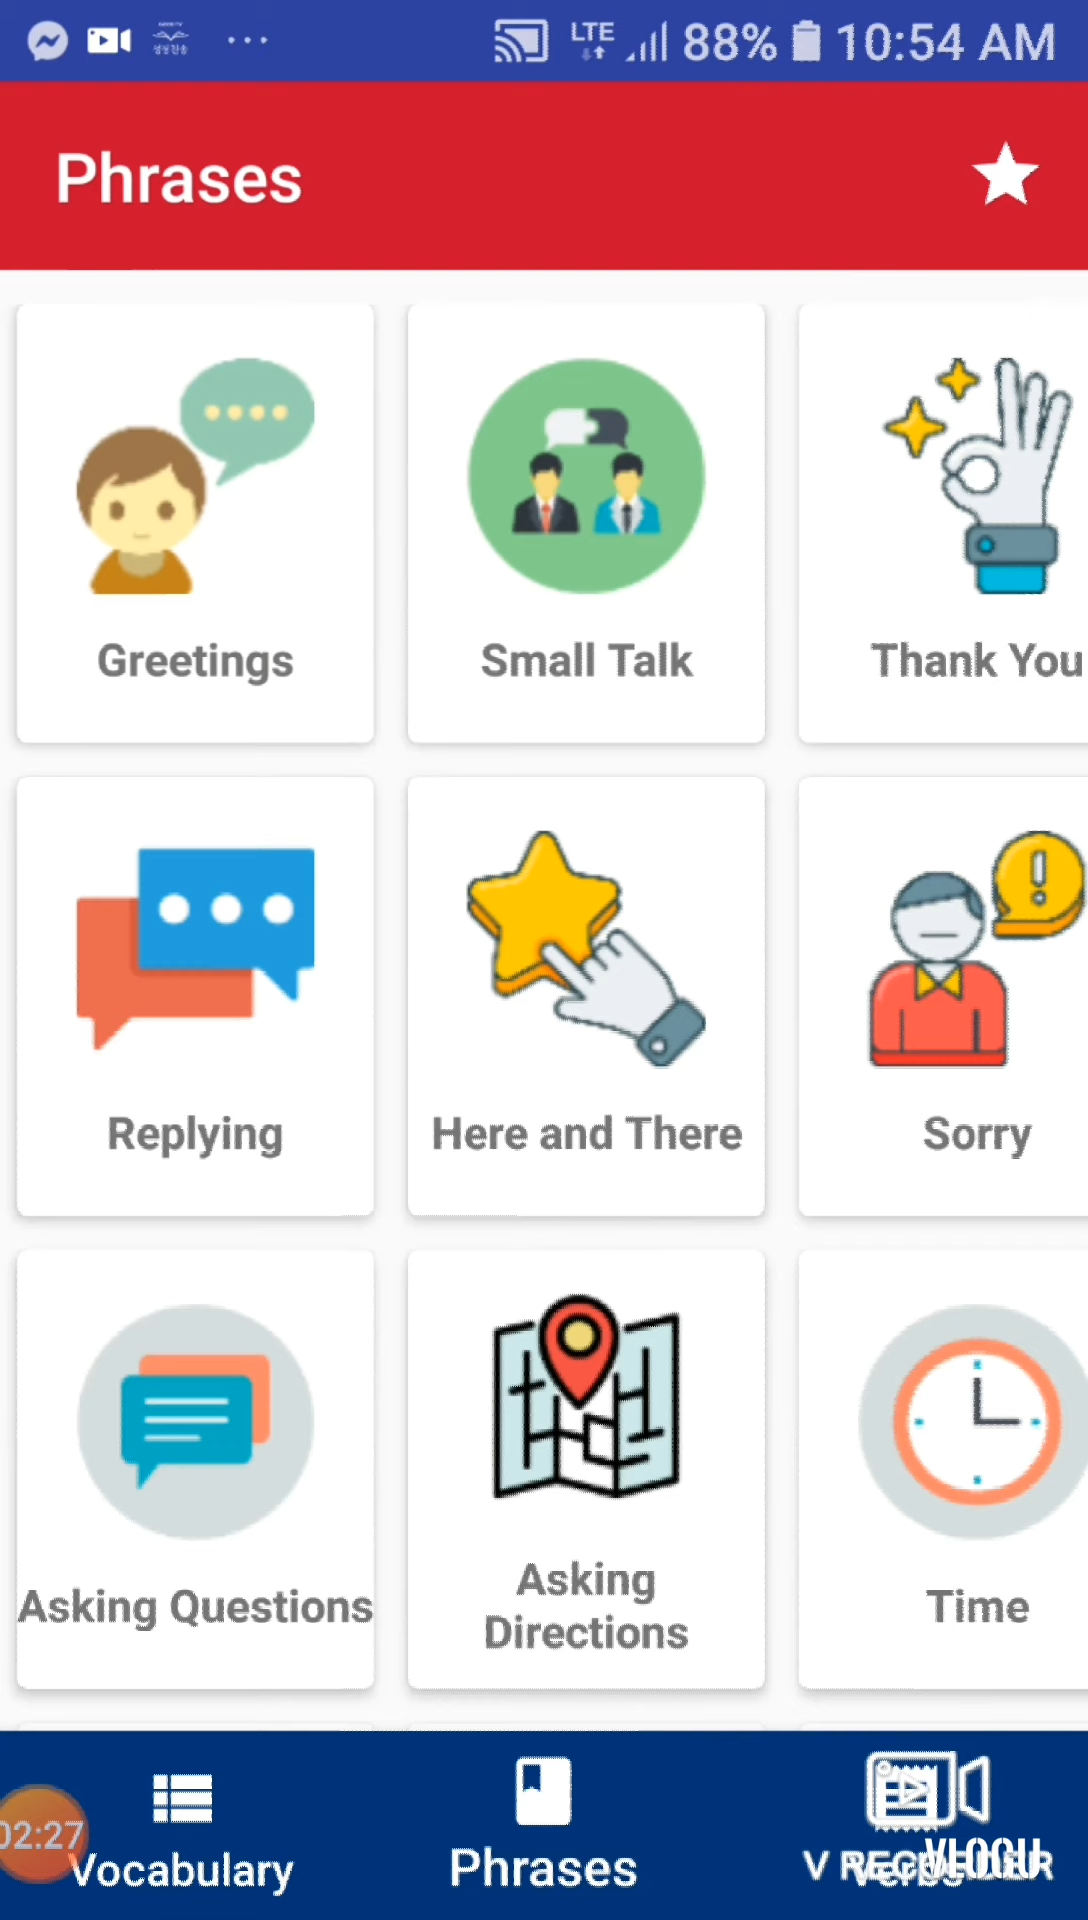 LTE 88% 10:54 AM
Phrases
Greetings
Small Talk
Thank You
Replying
Here and There
Sorry
Asking Questions
Asking
Directions
Time
02:27
Vocabulary
Phrases